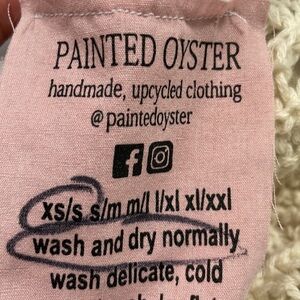 PAINTED OYSTER
handmade, upcycled clothing
@paintedoyster
xs/s s/m m/l l/xl xl/xxl
wash and dry normally
wash delicate, cold